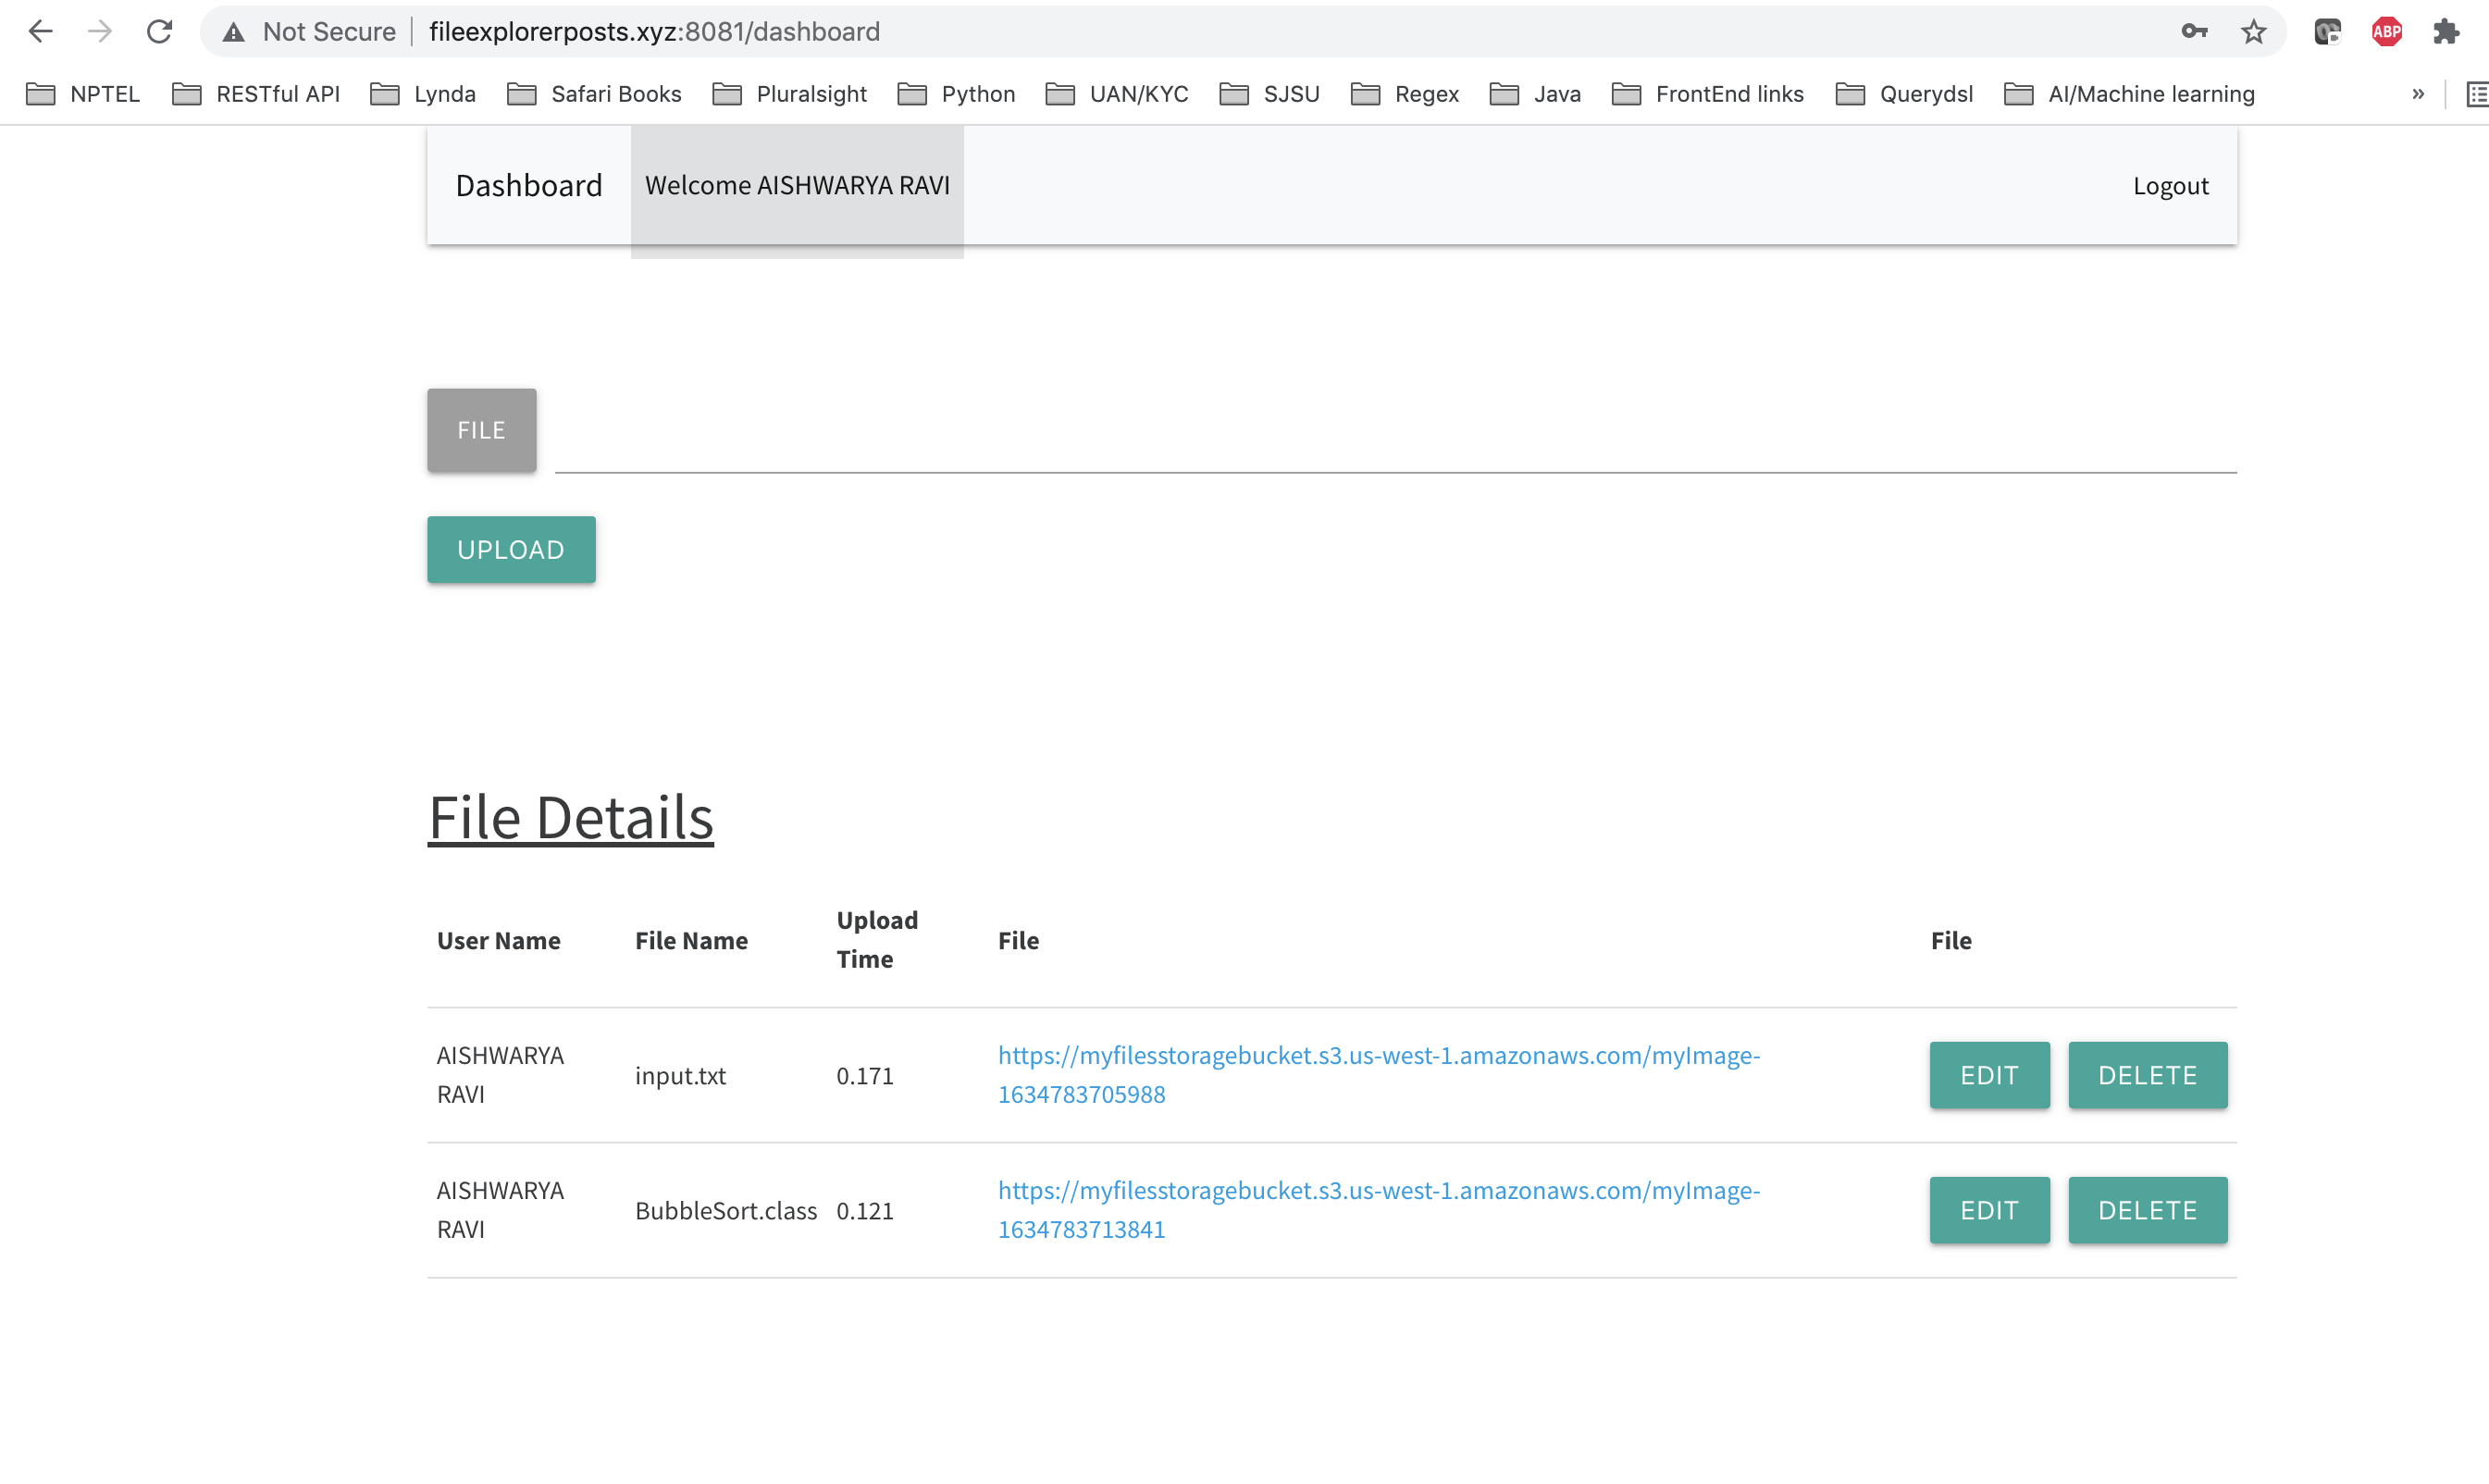 Not Secure fileexplorerposts.xyz:8081/dashboard ABP
NPTEL RESTful API Lynda Safari Books Pluralsight Python UAN/KYC SJSU Regex Java FrontEnd links Querydsl AI/Machine learning »
Dashboard Welcome AISHWARYA RAVI Logout
FILE
UPLOAD
File Details
User Name File Name Upload Time File File
AISHWARYA RAVI input.txt 0.171 https://myfilesstoragebucket.s3.us-west-1.amazonaws.com/myImage-1634783705988 EDIT DELETE
AISHWARYA RAVI BubbleSort.class 0.121 https://myfilesstoragebucket.s3.us-west-1.amazonaws.com/myImage-1634783713841 EDIT DELETE